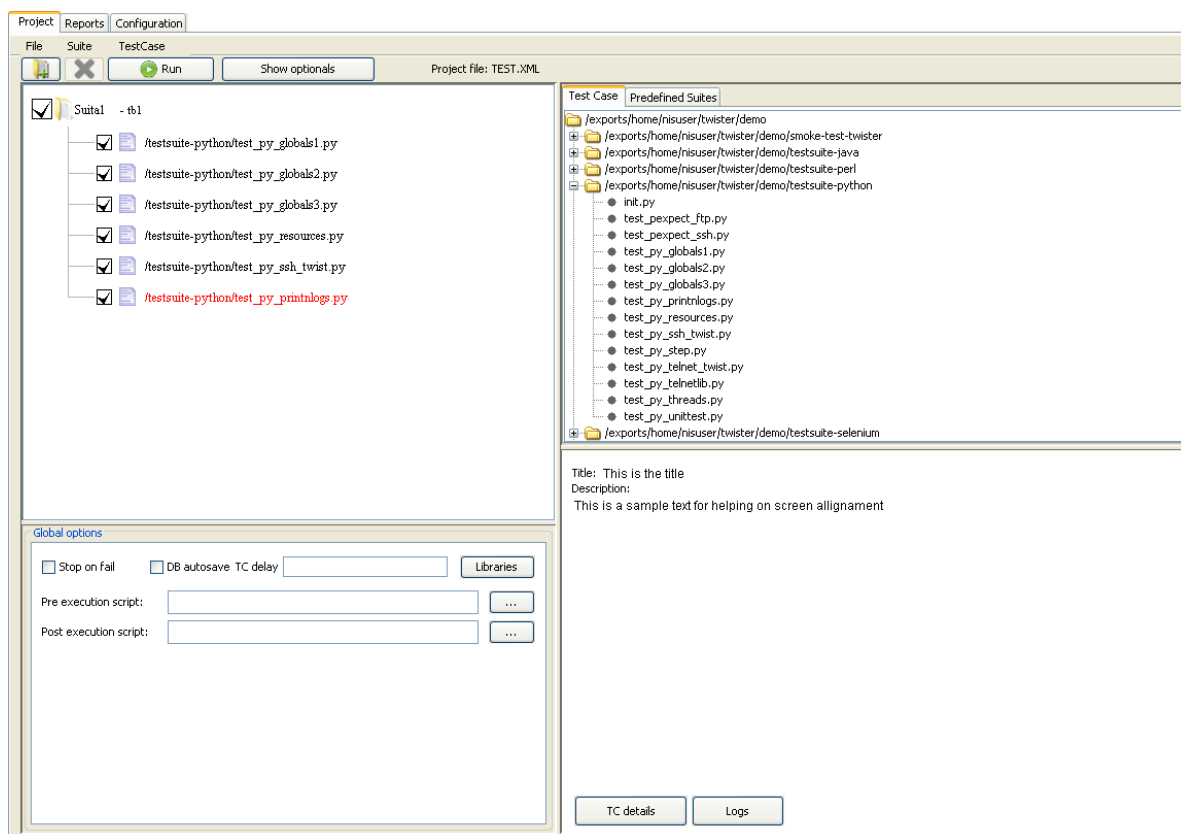 Project Reports Configuration
File Suite TestCase
Run Show optionals Project file: TEST.XML
Suita1 - tb1
/testsuite-python/test_py_globals1.py
/testsuite-python/test_py_globals2.py
/testsuite-python/test_py_globals3.py
/testsuite-python/test_py_resources.py
/testsuite-python/test_py_ssh_twist.py
/testsuite-python/test_py_printnlogs.py
Global options
Stop on fail DB autosave TC delay Libraries
Pre execution script: ...
Post execution script: ...
Test Case Predefined Suites
/exports/home/nisuser/twister/demo
/exports/home/nisuser/twister/demo/smoke-test-twister
/exports/home/nisuser/twister/demo/testsuite-java
/exports/home/nisuser/twister/demo/testsuite-perl
/exports/home/nisuser/twister/demo/testsuite-python
init.py
test_pexpect_ftp.py
test_pexpect_ssh.py
test_py_globals1.py
test_py_globals2.py
test_py_globals3.py
test_py_printnlogs.py
test_py_resources.py
test_py_ssh_twist.py
test_py_step.py
test_py_telnet_twist.py
test_py_telnetlib.py
test_py_threads.py
test_py_unittest.py
/exports/home/nisuser/twister/demo/testsuite-selenium
Title: This is the title
Description:
This is a sample text for helping on screen allignament
TC details Logs